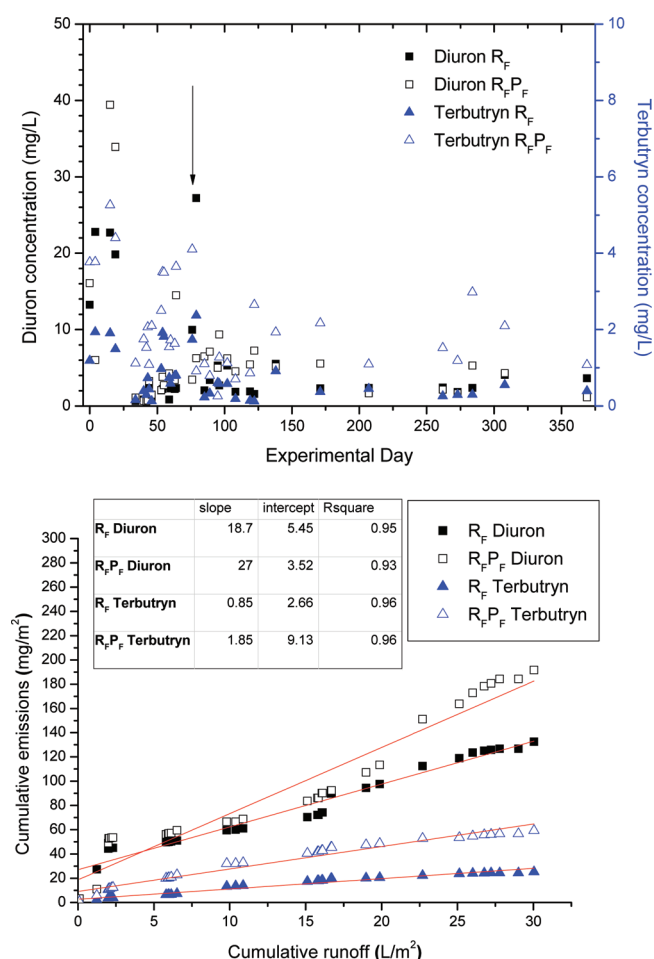 50
40
30
20
10
0
Diuron concentration (mg/L)
Diuron RF
Diuron RFPF
Terbutryn RF
Terbutryn RFPF
10
8
6
4
2
0
Terbutryn concentration (mg/L)
0 50 100 150 200 250 300 350
Experimental Day
slope intercept Rsquare
RF Diuron 18.7 5.45 0.95
RFPF Diuron 27 3.52 0.93
RF Terbutryn 0.85 2.66 0.96
RFPF Terbutryn 1.85 9.13 0.96
RF Diuron
RFPF Diuron
RF Terbutryn
RFPF Terbutryn
300
280
260
240
220
200
180
160
140
120
100
80
60
40
20
0
Cumulative emissions (mg/m²)
0 5 10 15 20 25 30
Cumulative runoff (L/m²)